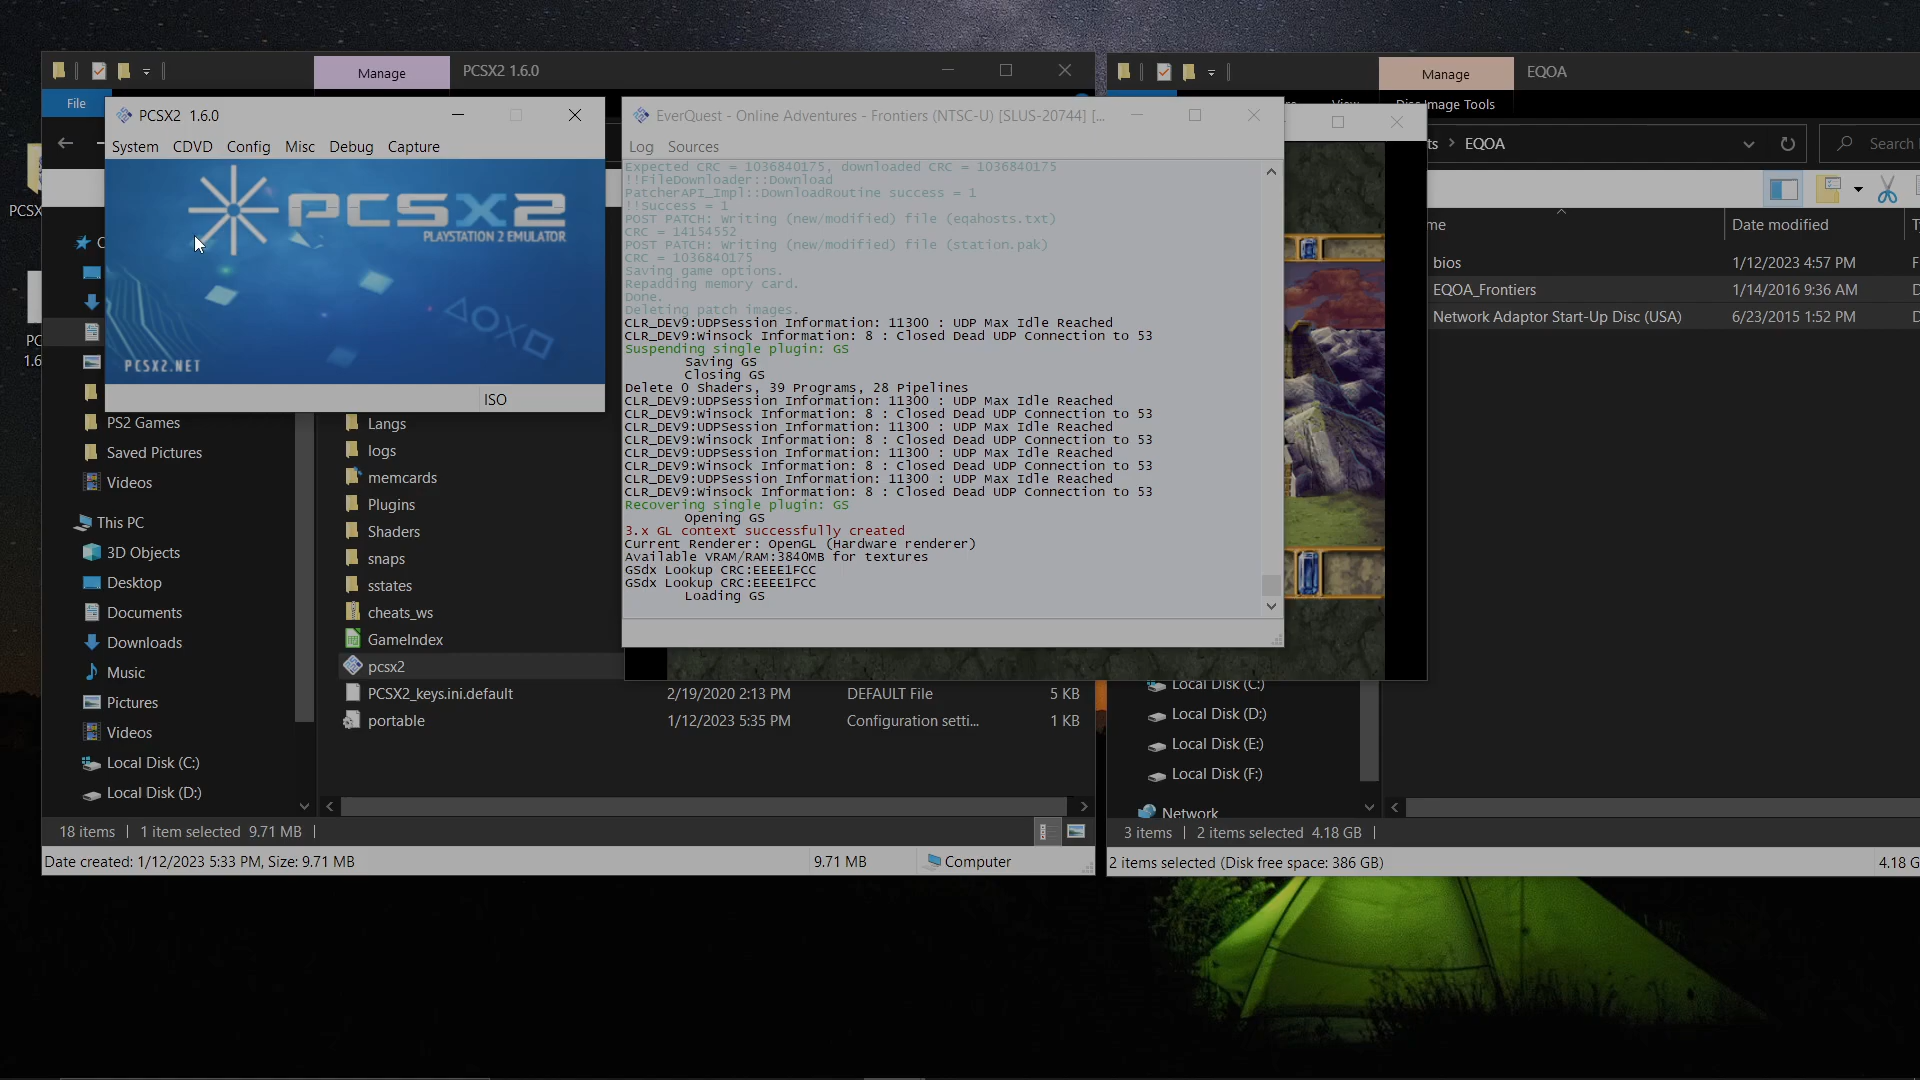 Manage
PCSX2 1.6.0
File
PCSX2 1.6.0
System CDVD Config Misc Debug Capture
PCSX2
PLAYSTATION 2 EMULATOR
PCSX2.NET
ISO
PS2 Games
Saved Pictures
Videos
This PC
3D Objects
Desktop
Documents
Downloads
Music
Pictures
Videos
Local Disk (C:)
Local Disk (D:)
Langs
logs
memcards
Plugins
Shaders
snaps
sstates
cheats_ws
GameIndex
pcsx2
PCSX2_keys.ini.default 2/19/2020 2:13 PM DEFAULT File 5 KB
portable 1/12/2023 5:35 PM Configuration setti... 1 KB
18 items 1 item selected 9.71 MB
Date created: 1/12/2023 5:33 PM, Size: 9.71 MB 9.71 MB Computer
EverQuest - Online Adventures - Frontiers (NTSC-U) [SLUS-20744] [...
Log Sources
Expected CRC = 1036840175, downloaded CRC = 1036840175
!!FileDownloader::Download
PatcherAPI_Impl::DownloadRoutine success = 1
!!Success = 1
POST PATCH: Writing (new/modified) file (eqahosts.txt)
CRC = 14154552
POST PATCH: Writing (new/modified) file (station.pak)
CRC = 1036840175
Saving game options.
Repadding memory card.
Done.
Deleting patch images.
CLR_DEV9:UDPSession Information: 11300 : UDP Max Idle Reached
CLR_DEV9:Winsock Information: 8 : Closed Dead UDP Connection to 53
Suspending single plugin: GS
Saving GS
Closing GS
Delete 0 Shaders, 39 Programs, 28 Pipelines
CLR_DEV9:UDPSession Information: 11300 : UDP Max Idle Reached
CLR_DEV9:Winsock Information: 8 : Closed Dead UDP Connection to 53
CLR_DEV9:UDPSession Information: 11300 : UDP Max Idle Reached
CLR_DEV9:Winsock Information: 8 : Closed Dead UDP Connection to 53
CLR_DEV9:UDPSession Information: 11300 : UDP Max Idle Reached
CLR_DEV9:Winsock Information: 8 : Closed Dead UDP Connection to 53
CLR_DEV9:UDPSession Information: 11300 : UDP Max Idle Reached
CLR_DEV9:Winsock Information: 8 : Closed Dead UDP Connection to 53
Recovering single plugin: GS
Opening GS
3.x GL context successfully created
Current Renderer: OpenGL (Hardware renderer)
Available VRAM/RAM:3840MB for textures
GSdx Lookup CRC:EEEE1FCC
GSdx Lookup CRC:EEEE1FCC
Loading GS
Manage
EQOA
Disc Image Tools
ts > EQOA
Search
me Date modified
bios 1/12/2023 4:57 PM F
EQOA_Frontiers 1/14/2016 9:36 AM D
Network Adaptor Start-Up Disc (USA) 6/23/2015 1:52 PM D
Local Disk (C:)
Local Disk (D:)
Local Disk (E:)
Local Disk (F:)
Network
3 items 2 items selected 4.18 GB
2 items selected (Disk free space: 386 GB) 4.18 G
PCSX
PC
1.6